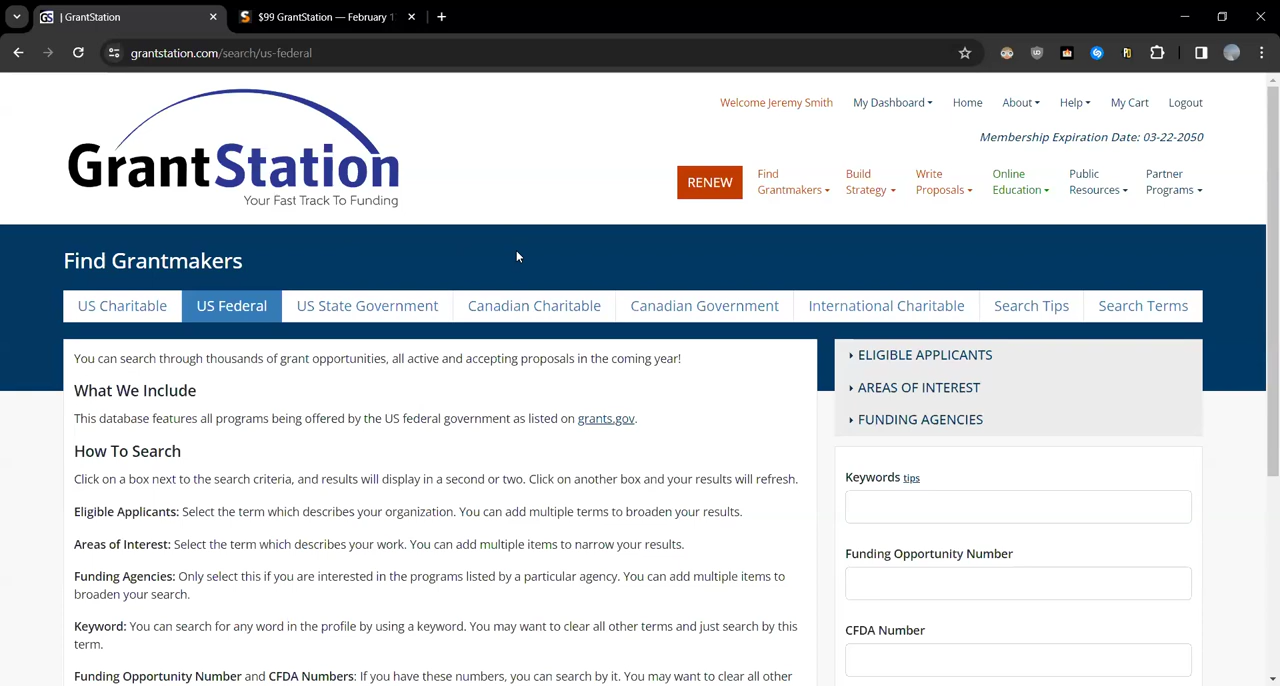 | GrantStation
$99 GrantStation — February 1
grantstation.com/search/us-federal
Welcome Jeremy Smith My Dashboard Home About Help My Cart Logout
Membership Expiration Date: 03-22-2050
GrantStation
Your Fast Track To Funding
RENEW
Find Grantmakers
Build Strategy
Write Proposals
Online Education
Public Resources
Partner Programs
Find Grantmakers
US Charitable US Federal US State Government Canadian Charitable Canadian Government International Charitable Search Tips Search Terms
You can search through thousands of grant opportunities, all active and accepting proposals in the coming year!
What We Include
This database features all programs being offered by the US federal government as listed on grants.gov.
How To Search
Click on a box next to the search criteria, and results will display in a second or two. Click on another box and your results will refresh.
Eligible Applicants: Select the term which describes your organization. You can add multiple terms to broaden your results.
Areas of Interest: Select the term which describes your work. You can add multiple items to narrow your results.
Funding Agencies: Only select this if you are interested in the programs listed by a particular agency. You can add multiple items to
broaden your search.
Keyword: You can search for any word in the profile by using a keyword. You may want to clear all other terms and just search by this
term.
Funding Opportunity Number and CFDA Numbers: If you have these numbers, you can search by it. You may want to clear all other
ELIGIBLE APPLICANTS
AREAS OF INTEREST
FUNDING AGENCIES
Keywords tips
Funding Opportunity Number
CFDA Number